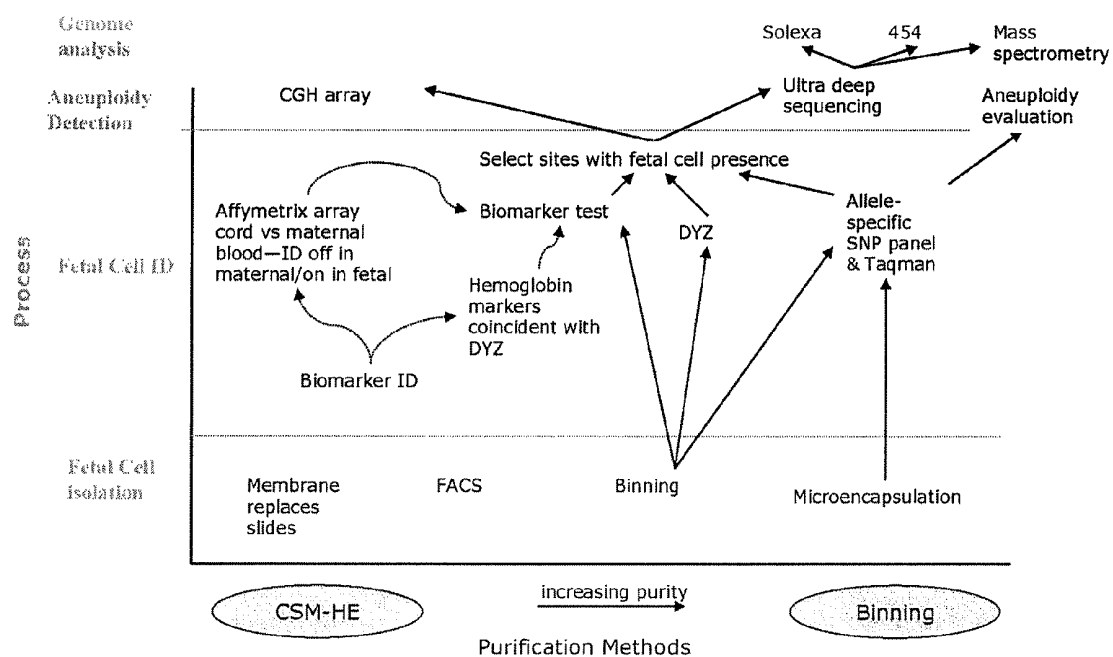 Genome
analysis
Solexa
454
Mass
spectrometry
Aneuploidy
Detection
CGH array
Ultra deep
sequencing
Aneuploidy
evaluation
Select sites with fetal cell presence
Process
Fetal Cell ID
Affymetrix array
cord vs maternal
blood—ID off in
maternal/on in fetal
Biomarker test
DYZ
Allele-
specific
SNP panel
& Taqman
Hemoglobin
markers
coincident with
DYZ
Biomarker ID
Fetal Cell
isolation
Membrane
replaces
slides
FACS
Binning
Microencapsulation
CSM-HE
increasing purity
Binning
Purification Methods